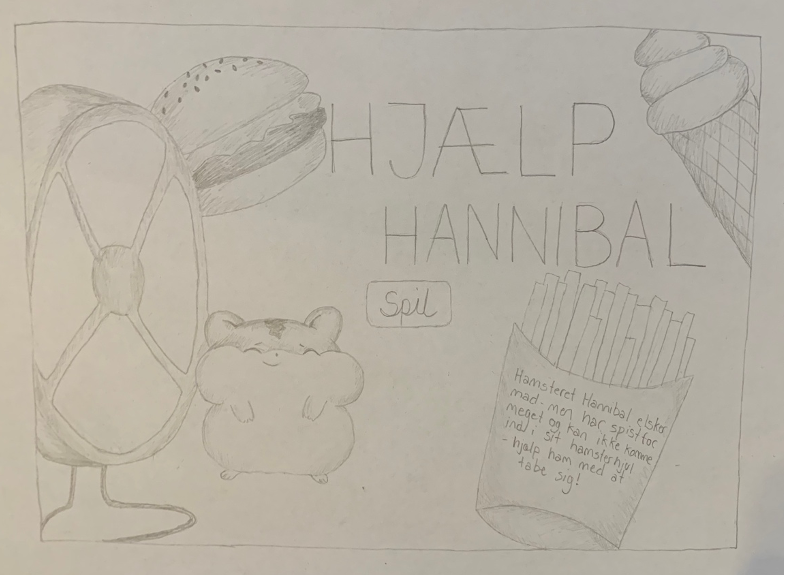 HJÆLP
HANNIBAL
Spil
Hamsteret Hannibal elsker
mad. men har spist for
meget og kan ikke komme
ind i sit hamsterhjul
- hjælp ham med at
tabe sig!